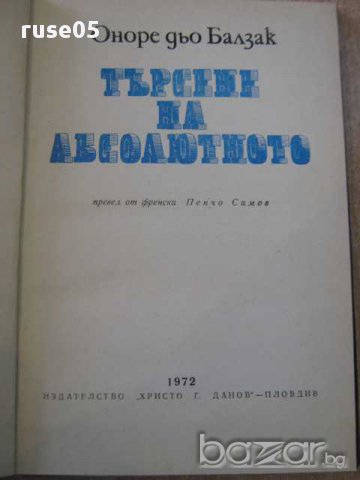 ruse05
Оноре дьо Балзак
ТЪРСЕНЕ
НА
АБСОЛЮТНОТО
превел от френски Пенчо Симов
1972
ИЗДАТЕЛСТВО „ХРИСТО Г. ДАНОВ" — ПЛОВДИВ
bazar.bg